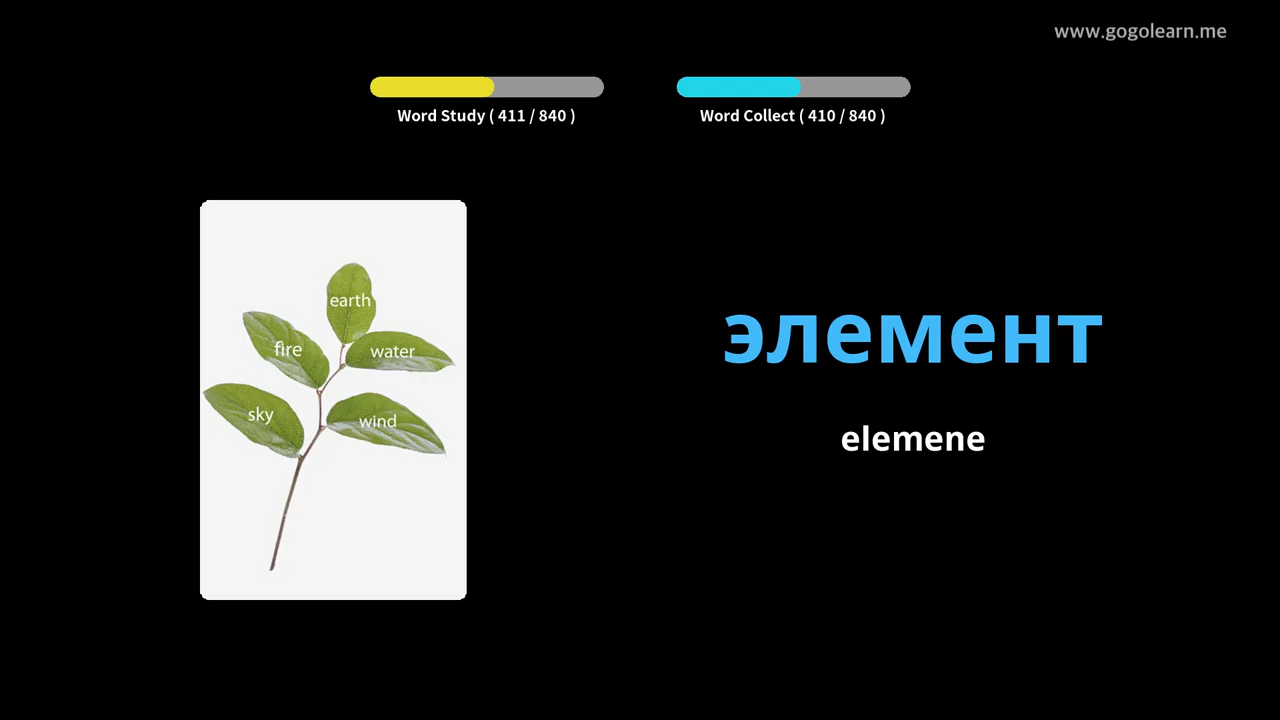 www.gogolearn.me
Word Study ( 411 / 840 )
Word Collect ( 410 / 840 )
earth
fire
water
sky
wind
элемент
elemene